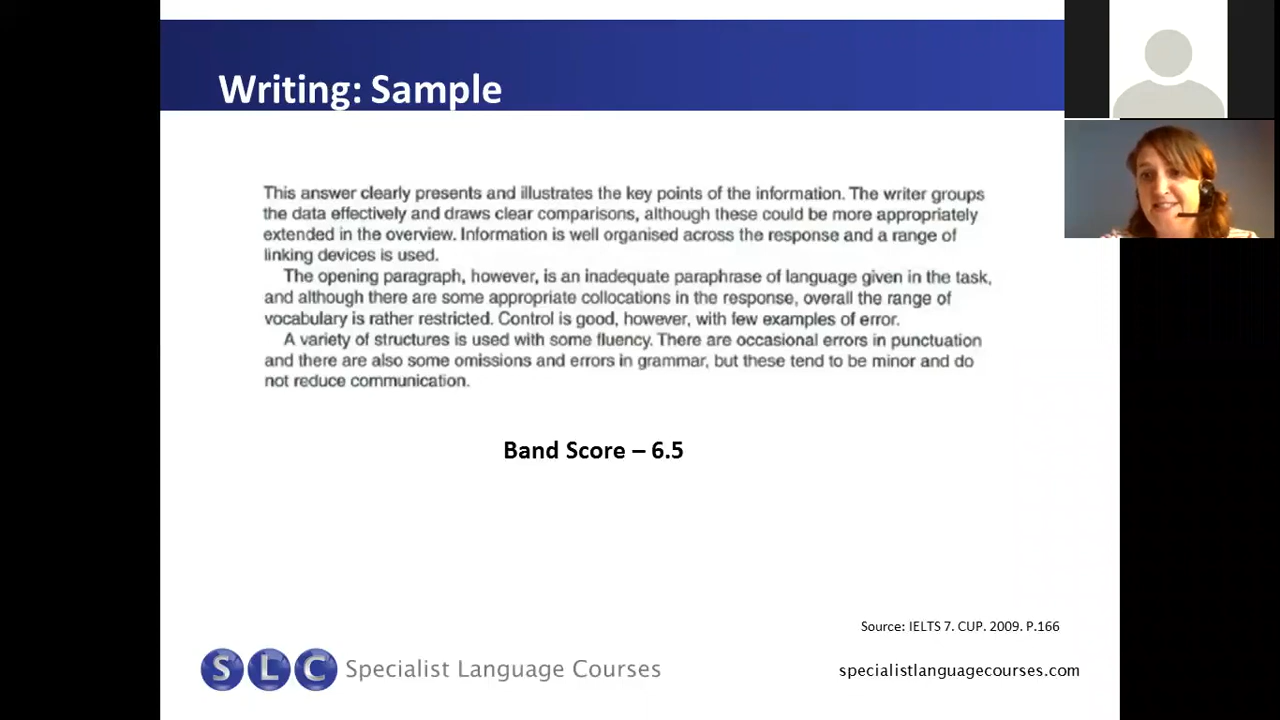 Writing: Sample
This answer clearly presents and illustrates the key points of the information. The writer groups
the data effectively and draws clear comparisons, although these could be more appropriately
extended in the overview. Information is well organised across the response and a range of
linking devices is used.
The opening paragraph, however, is an inadequate paraphrase of language given in the task,
and although there are some appropriate collocations in the response, overall the range of
vocabulary is rather restricted. Control is good, however, with few examples of error.
A variety of structures is used with some fluency. There are occasional errors in punctuation
and there are also some omissions and errors in grammar, but these tend to be minor and do
not reduce communication.
Band Score – 6.5
Source: IELTS 7. CUP. 2009. P.166
SLC Specialist Language Courses
specialistlanguagecourses.com